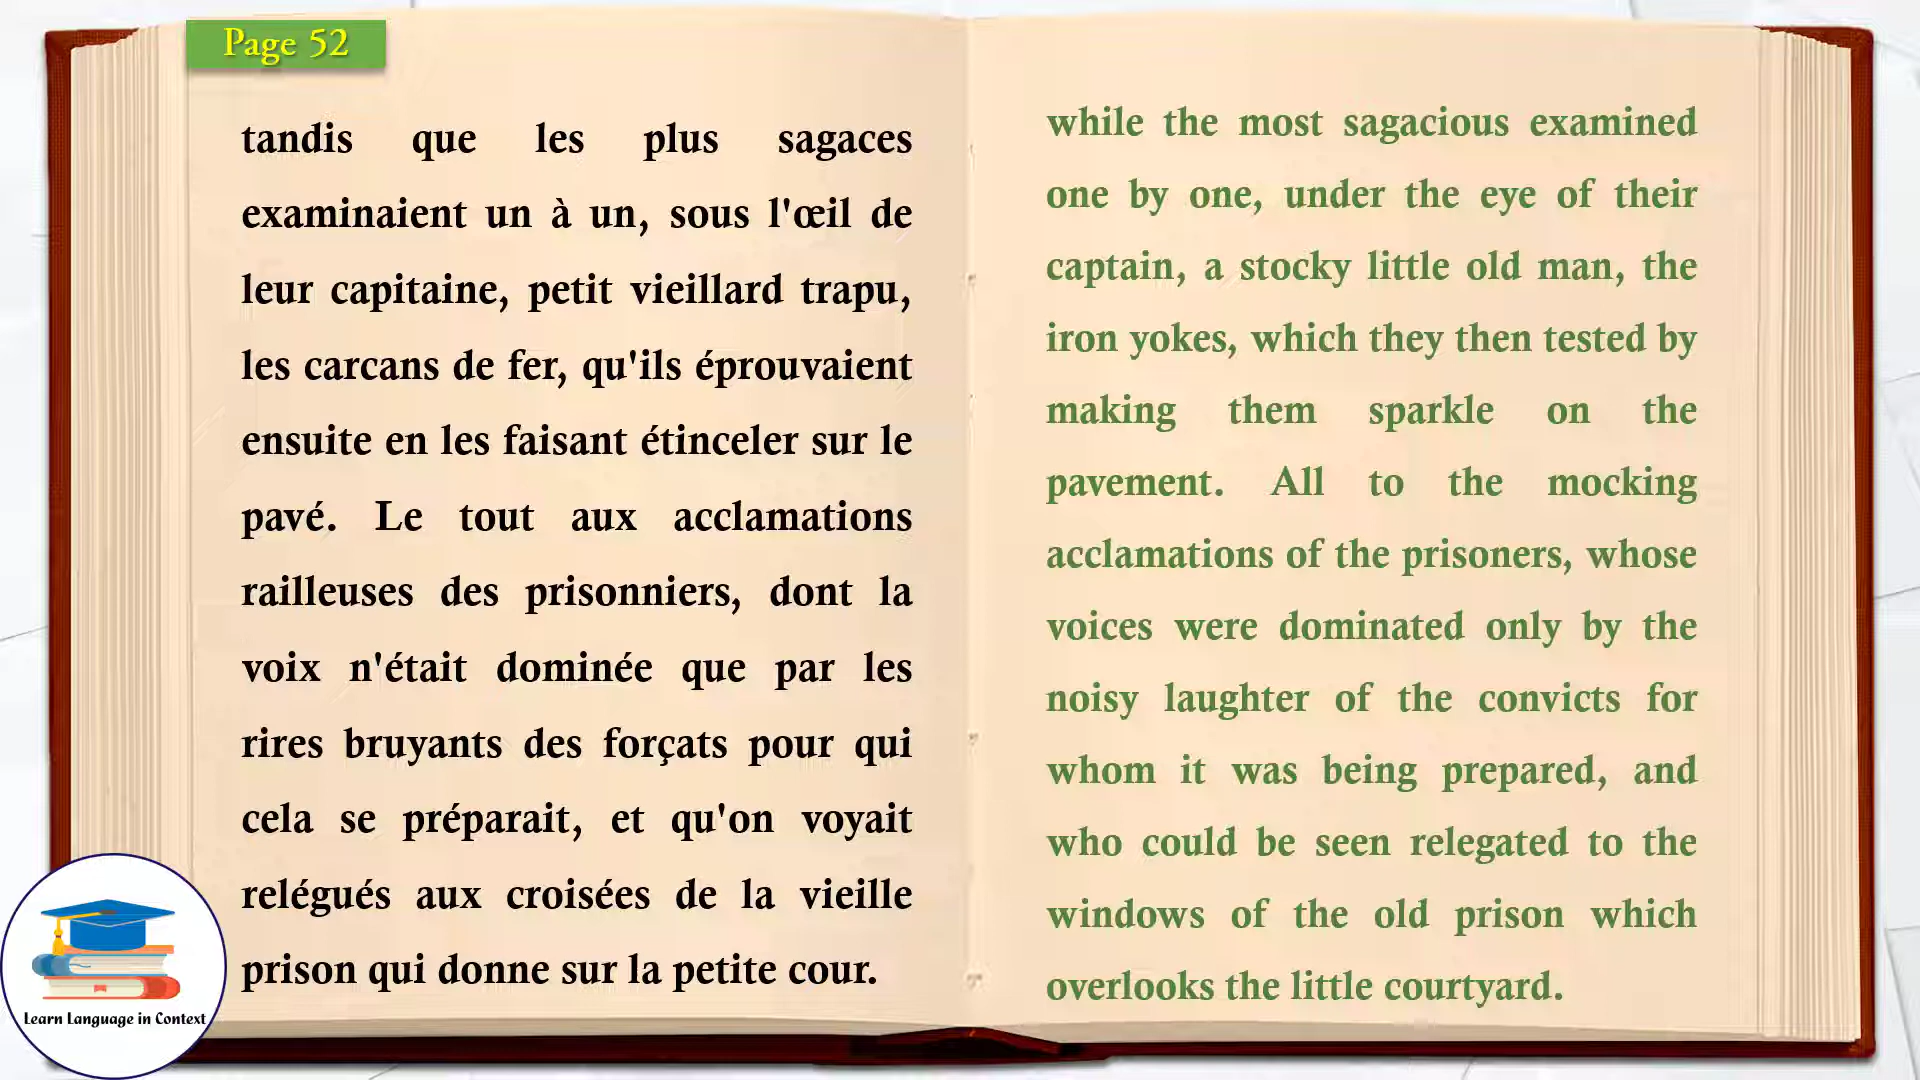 Page 52
tandis que les plus sagaces
examinaient un à un, sous l'œil de
leur capitaine, petit vieillard trapu,
les carcans de fer, qu'ils éprouvaient
ensuite en les faisant étinceler sur le
pavé. Le tout aux acclamations
railleuses des prisonniers, dont la
voix n'était dominée que par les
rires bruyants des forçats pour qui
cela se préparait, et qu'on voyait
relégués aux croisées de la vieille
prison qui donne sur la petite cour.
while the most sagacious examined
one by one, under the eye of their
captain, a stocky little old man, the
iron yokes, which they then tested by
making them sparkle on the
pavement. All to the mocking
acclamations of the prisoners, whose
voices were dominated only by the
noisy laughter of the convicts for
whom it was being prepared, and
who could be seen relegated to the
windows of the old prison which
overlooks the little courtyard.
Learn Language in Context